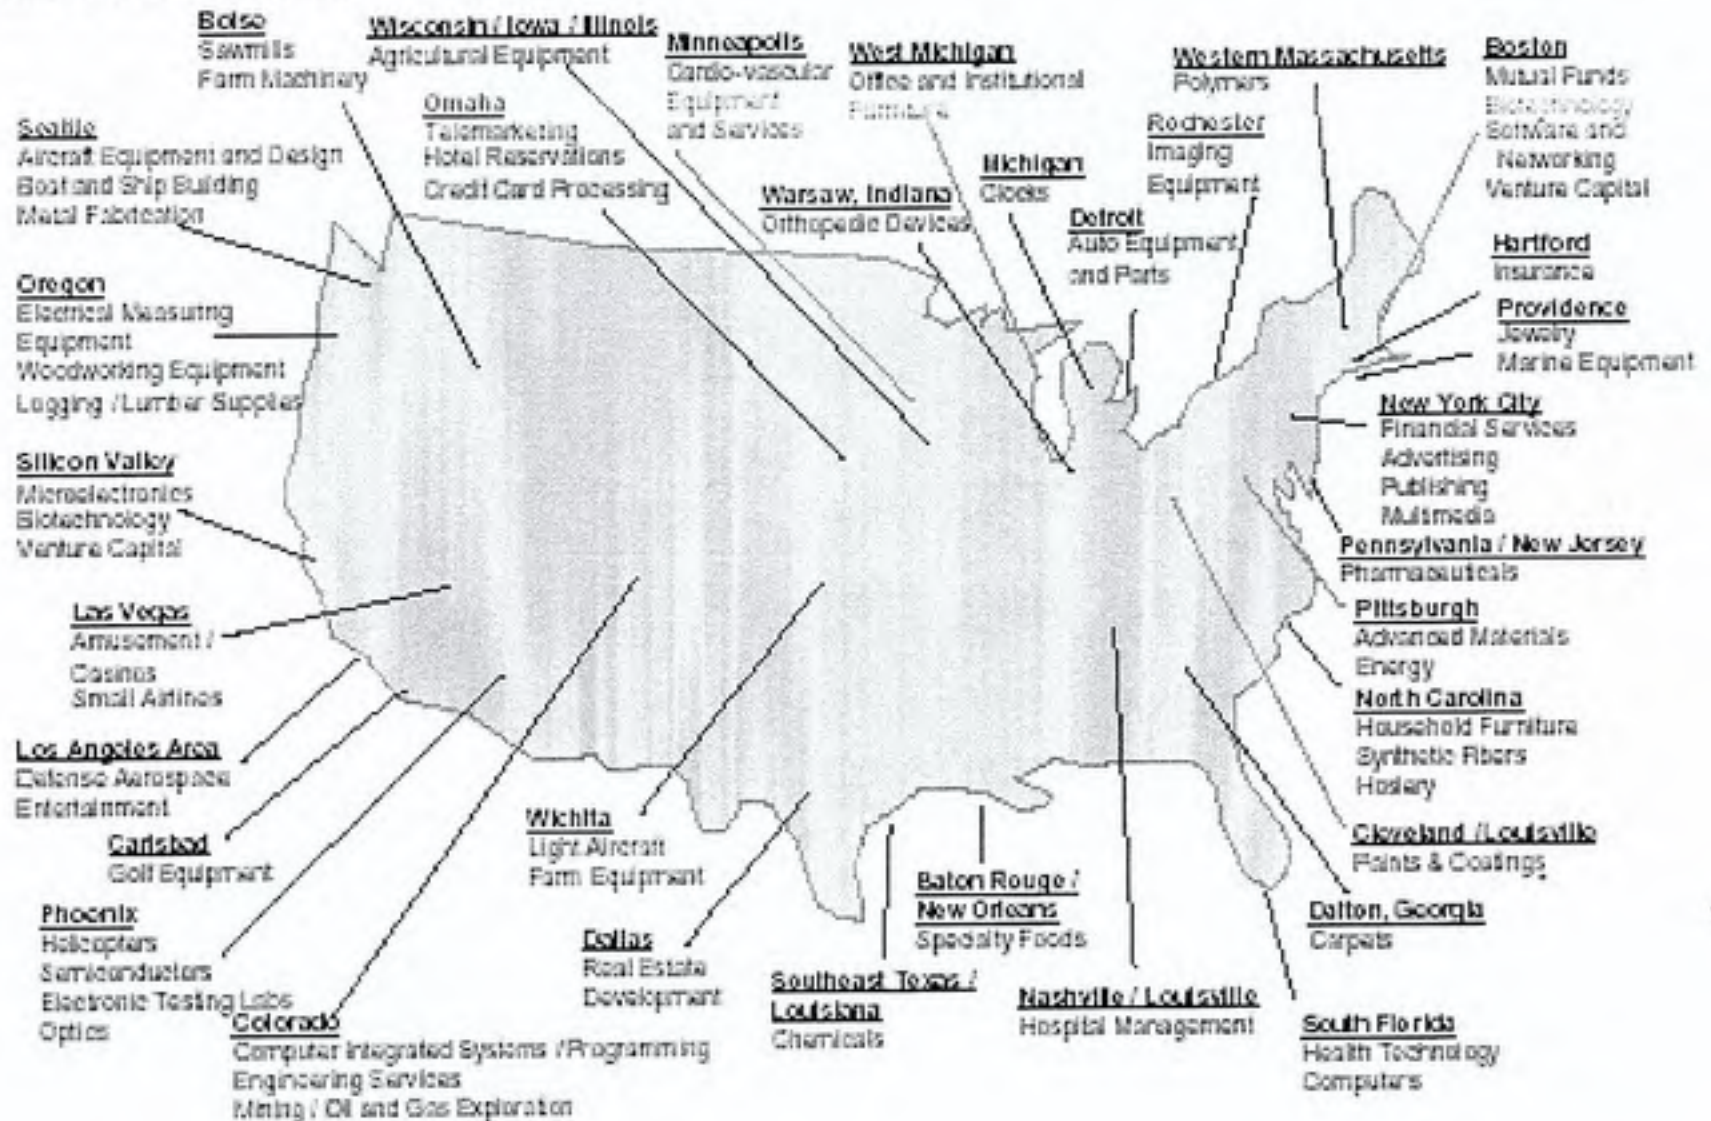 Boise
Sawmills
Farm Machinery
Wisconsin / Iowa / Illinois
Agricultural Equipment
Minneapolis
Cardio-vascular
Equipment
and Services
West Michigan
Office and Institutional
Furniture
Western Massachusetts
Polymers
Boston
Mutual Funds
Biotechnology
Software and
Networking
Venture Capital
Omaha
Telemarketing
Hotel Reservations
Credit Card Processing
Seattle
Aircraft Equipment and Design
Boat and Ship Building
Metal Fabrication
Rochester
Imaging
Equipment
Michigan
Clocks
Warsaw, Indiana
Orthopedic Devices
Detroit
Auto Equipment
and Parts
Hartford
Insurance
Oregon
Electrical Measuring
Equipment
Woodworking Equipment
Logging / Lumber Supplies
Providence
Jewelry
Marine Equipment
New York City
Financial Services
Advertising
Publishing
Multimedia
Silicon Valley
Microelectronics
Biotechnology
Venture Capital
Pennsylvania / New Jersey
Pharmaceuticals
Las Vegas
Amusement /
Casinos
Small Airlines
Pittsburgh
Advanced Materials
Energy
North Carolina
Household Furniture
Synthetic Fibers
Hosiery
Los Angeles Area
Defense Aerospace
Entertainment
Carlsbad
Golf Equipment
Wichita
Light Aircraft
Farm Equipment
Cleveland / Louisville
Paints & Coatings
Phoenix
Helicopters
Semiconductors
Electronic Testing Labs
Optics
Dallas
Real Estate
Development
Baton Rouge /
New Orleans
Specialty Foods
Dalton, Georgia
Carpets
Southeast Texas /
Louisiana
Chemicals
Nashville / Louisville
Hospital Management
Colorado
Computer Integrated Systems / Programming
Engineering Services
Mining / Oil and Gas Exploration
South Florida
Health Technology
Computers